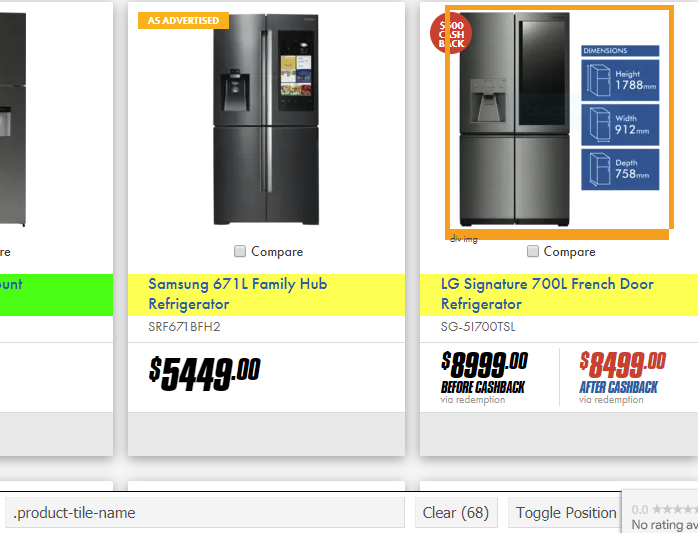 AS ADVERTISED
$500
CASH
BACK
DIMENSIONS
Height
1788mm
Width
912mm
Depth
758mm
div img
re
Compare
Compare
unt
Samsung 671L Family Hub
Refrigerator
SRF671BFH2
LG Signature 700L French Door
Refrigerator
SG-5I700TSL
$5449.00
$8999.00
BEFORE CASHBACK
via redemption
$8499.00
AFTER CASHBACK
via redemption
.product-tile-name
Clear (68)
Toggle Position
0.0 ★★★★
No rating av